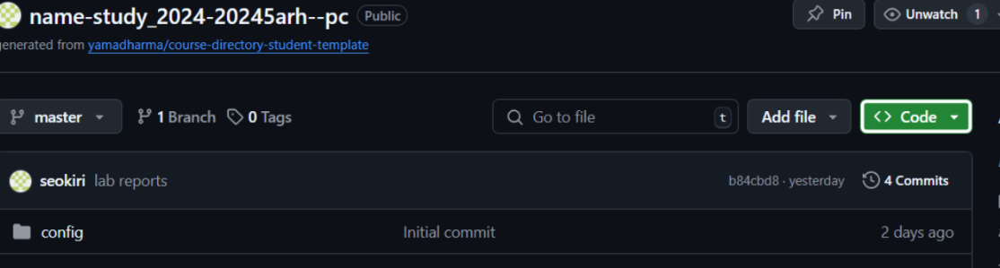 name-study_2024-20245arh--pc Public Pin Unwatch 1
generated from yamadharma/course-directory-student-template
master 1 Branch 0 Tags Go to file t Add file Code
seokiri lab reports b84cbd8 · yesterday 4 Commits
config Initial commit 2 days ago